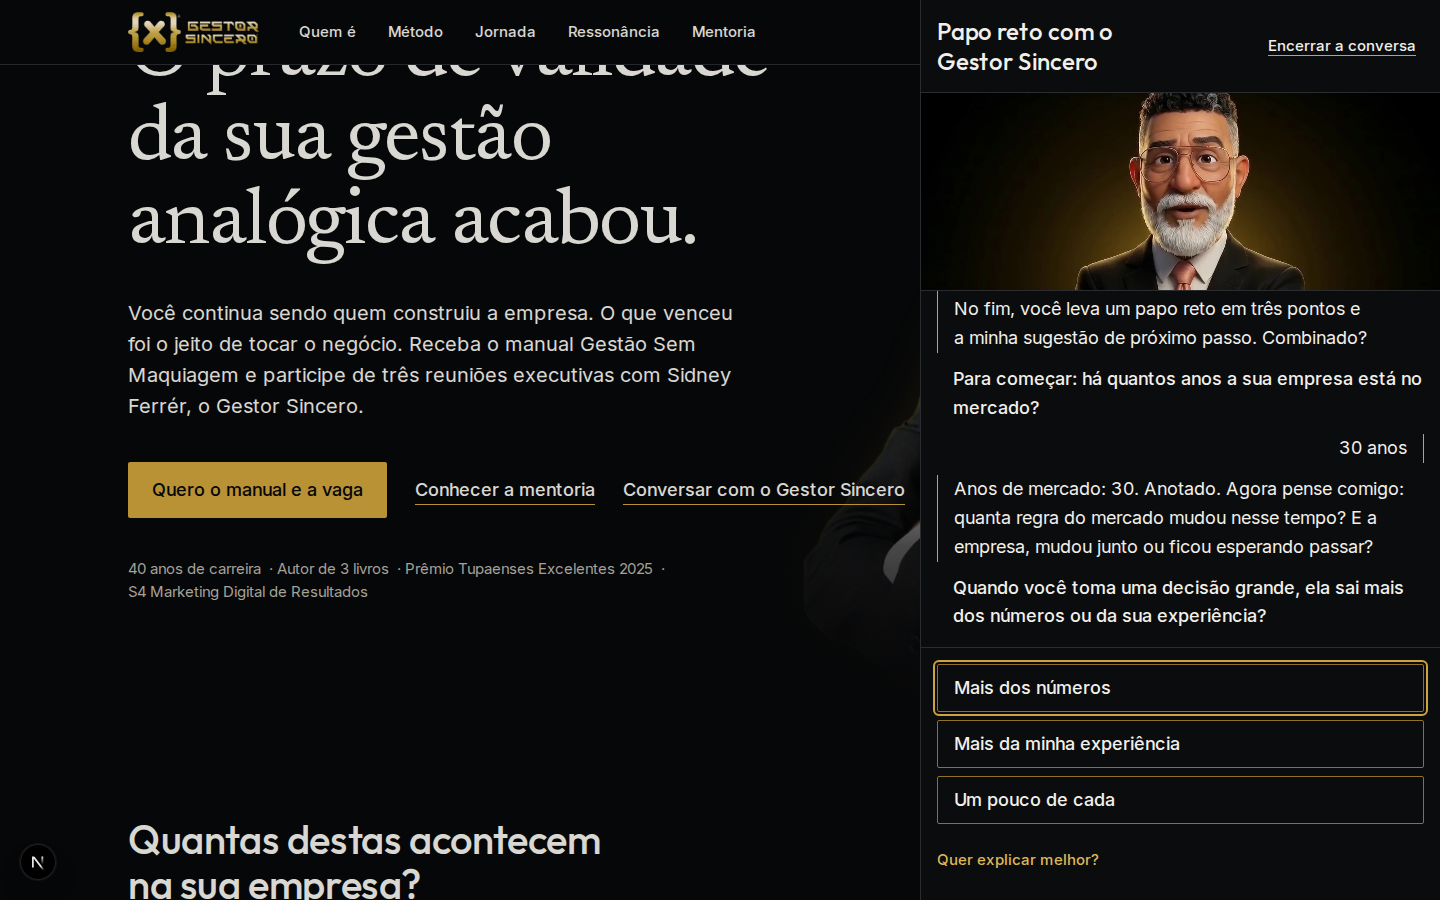 GESTOR
SINCERO
Quem é
Método
Jornada
Ressonância
Mentoria
O prazo de validade
da sua gestão
analógica acabou.
Você continua sendo quem construiu a empresa. O que venceu
foi o jeito de tocar o negócio. Receba o manual Gestão Sem
Maquiagem e participe de três reuniões executivas com Sidney
Ferrér, o Gestor Sincero.
Quero o manual e a vaga
Conhecer a mentoria
Conversar com o Gestor Sincero
40 anos de carreira · Autor de 3 livros · Prêmio Tupaenses Excelentes 2025 ·
S4 Marketing Digital de Resultados
Quantas destas acontecem
na sua empresa?
N
Papo reto com o
Gestor Sincero
Encerrar a conversa
No fim, você leva um papo reto em três pontos e
a minha sugestão de próximo passo. Combinado?
Para começar: há quantos anos a sua empresa está no
mercado?
30 anos
Anos de mercado: 30. Anotado. Agora pense comigo:
quanta regra do mercado mudou nesse tempo? E a
empresa, mudou junto ou ficou esperando passar?
Quando você toma uma decisão grande, ela sai mais
dos números ou da sua experiência?
Mais dos números
Mais da minha experiência
Um pouco de cada
Quer explicar melhor?